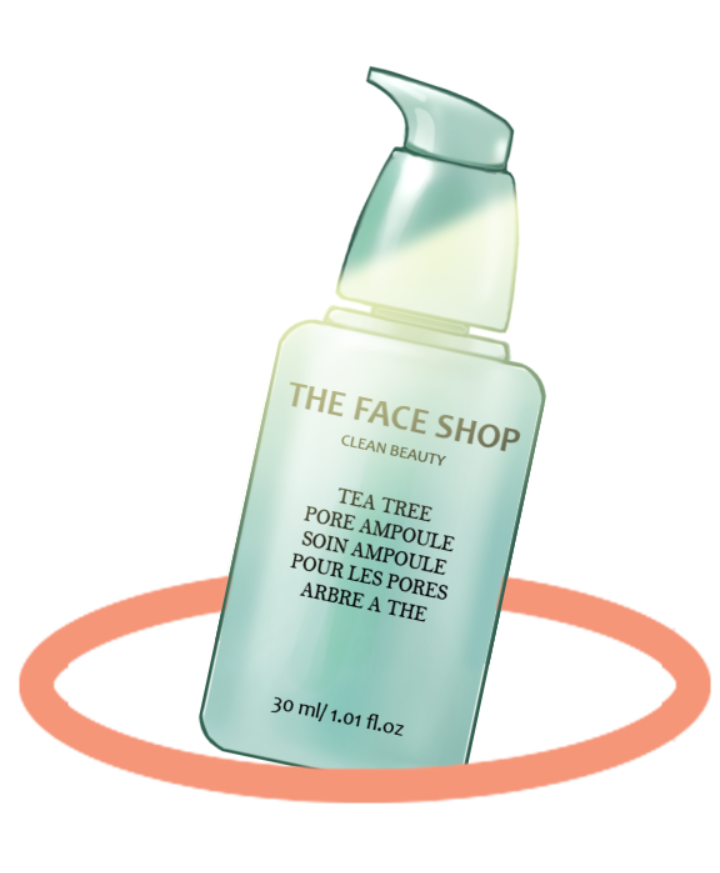 THE FACE SHOP
CLEAN BEAUTY
TEA TREE
PORE AMPOULE
SOIN AMPOULE
POUR LES PORES
ARBRE A THE
30 ml/ 1.01 fl.oz